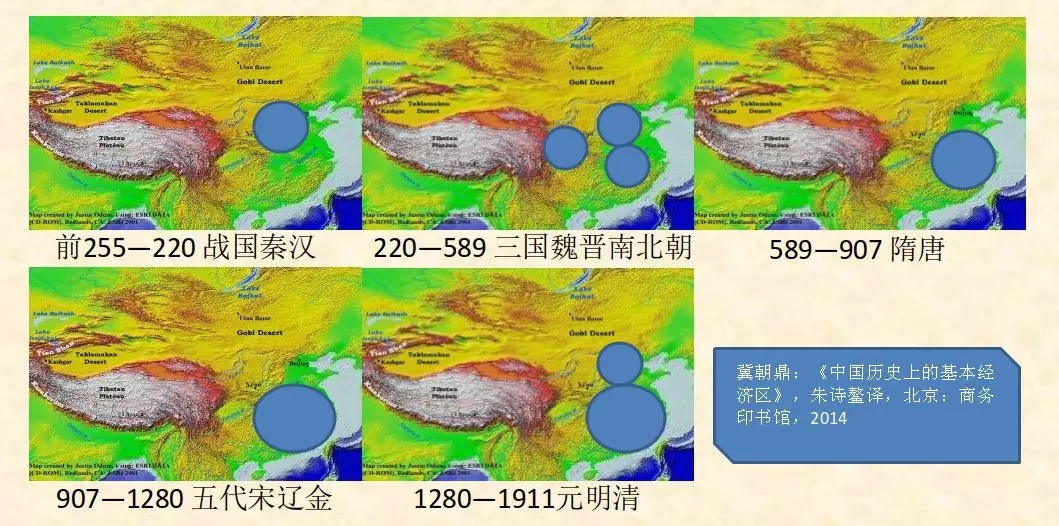 Lake
Baikal
Lake Balkash
Ulan Bator
Gobi Desert
Lake
Tien Shan
Taklamakan
Desert
Kashgar
Tibetan
Plateau
Map created by Justin Odum, Using: ESRI DATA
[CD-ROM]. Redlands, CA: ESRI 2001
前255—220 战国秦汉
Lake
Baikal
Lake Balkash
Ulan Bator
Gobi Desert
Lake
Tien Shan
Taklamakan
Desert
Kashgar
Tibetan
Plateau
Map created by Justin Odum, Using: ESRI DATA
[CD-ROM]. Redlands, CA: ESRI 2001
220—589 三国魏晋南北朝
Lake
Baikal
Lake Balkash
Ulan Bator
Gobi Desert
Lake
Tien Shan
Taklamakan
Desert
Kashgar
Beijing
Xi'an
Tibetan
Plateau
Map created by Justin Odum, Using: ESRI DATA
[CD-ROM]. Redlands, CA: ESRI 2001
589—907 隋唐
Lake
Baikal
Lake Balkash
Ulan Bator
Gobi Desert
Lake
Tien Shan
Taklamakan
Desert
Kashgar
Beijing
Xi'an
Tibetan
Plateau
Map created by Justin Odum, Using: ESRI DATA
[CD-ROM]. Redlands, CA: ESRI 2001
907—1280 五代宋辽金
Lake
Baikal
Lake Balkash
Ulan Bator
Gobi Desert
Lake
Tien Shan
Taklamakan
Desert
Kashgar
Xi'an
Tibetan
Plateau
Map created by Justin Odum, Using: ESRI DATA
[CD-ROM]. Redlands, CA: ESRI 2001
1280—1911元明清
冀朝鼎：《中国历史上的基本经
济区》，朱诗鳌译，北京：商务
印书馆，2014